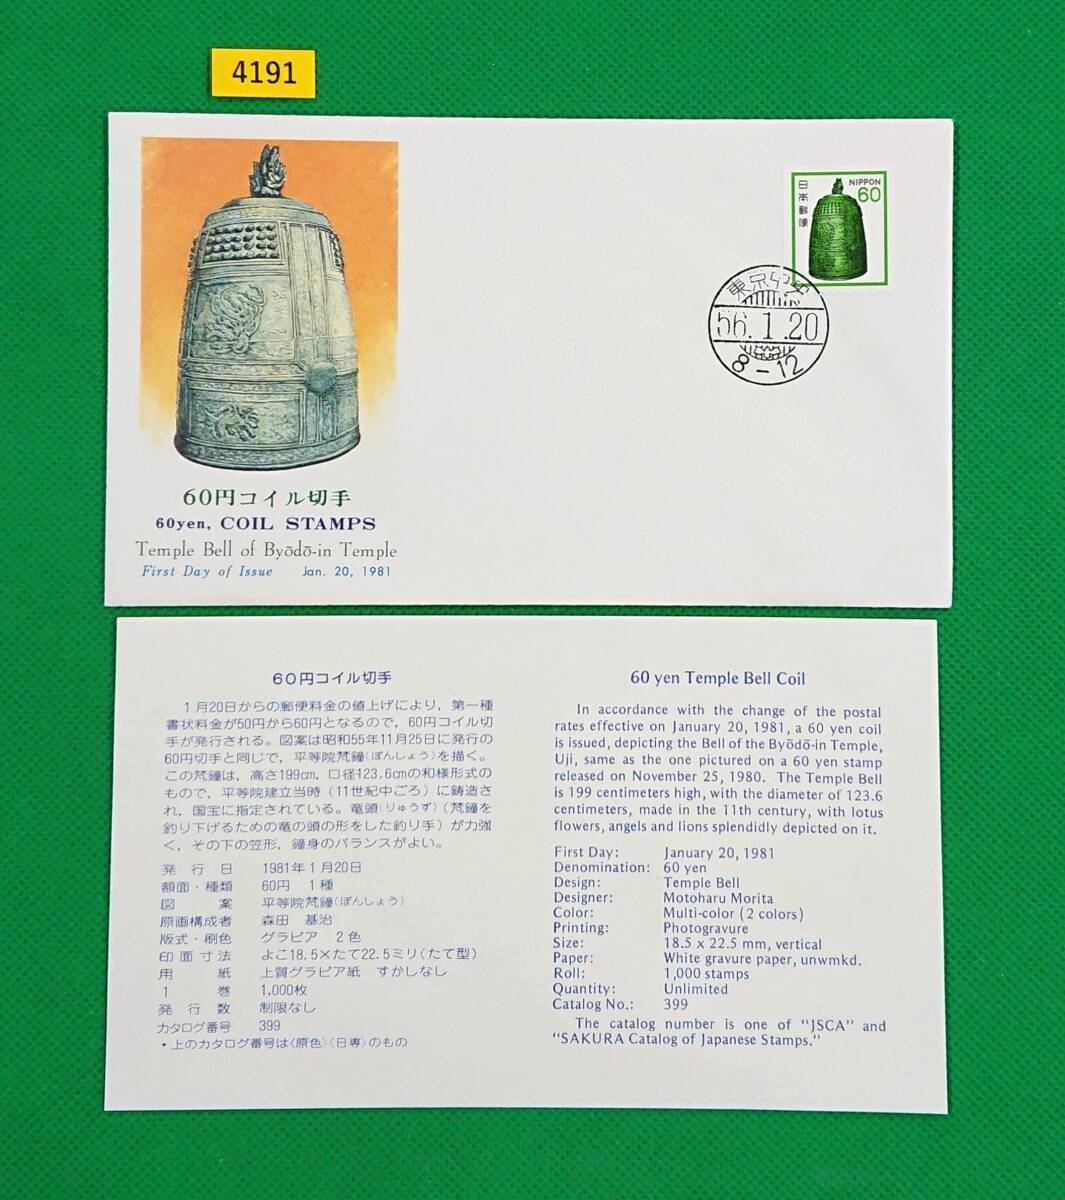 4191
日本郵便
NIPPON
60
東京中央
56.1.20
8-12
60円コイル切手
60yen, COIL STAMPS
Temple Bell of Byōdō-in Temple
First Day of Issue Jan. 20, 1981
60円コイル切手
1月20日からの郵便料金の値上げにより，第一種
書状料金が50円から60円となるので，60円コイル切
手が発行される。図案は昭和55年11月25日に発行の
60円切手と同じで，平等院梵鐘(ぼんしょう)を描く。
この梵鐘は，高さ199cm，口径123.6cmの和様形式の
もので，平等院建立当時（11世紀中ごろ）に鋳造さ
れ，国宝に指定されている。竜頭(りゅうず)（梵鐘を
釣り下げるための竜の頭の形をした釣り手）が力強
く，その下の笠形，鐘身のバランスがよい。
発行日 1981年1月20日
額面・種類 60円 1種
図案 平等院梵鐘(ぼんしょう)
原画構成者 森田 基治
版式・刷色 グラビア 2色
印面寸法 よこ18.5×たて22.5ミリ(たて型)
用紙 上質グラビア紙 すかしなし
1巻 1,000枚
発行数 制限なし
カタログ番号 399
・上のカタログ番号は〈原色〉〈日専〉のもの
60 yen Temple Bell Coil
In accordance with the change of the postal
rates effective on January 20, 1981, a 60 yen coil
is issued, depicting the Bell of the Byōdō-in Temple,
Uji, same as the one pictured on a 60 yen stamp
released on November 25, 1980. The Temple Bell
is 199 centimeters high, with the diameter of 123.6
centimeters, made in the 11th century, with lotus
flowers, angels and lions splendidly depicted on it.
First Day: January 20, 1981
Denomination: 60 yen
Design: Temple Bell
Designer: Motoharu Morita
Color: Multi-color (2 colors)
Printing: Photogravure
Size: 18.5 x 22.5 mm, vertical
Paper: White gravure paper, unwmkd.
Roll: 1,000 stamps
Quantity: Unlimited
Catalog No.: 399
The catalog number is one of "JSCA" and
"SAKURA Catalog of Japanese Stamps."